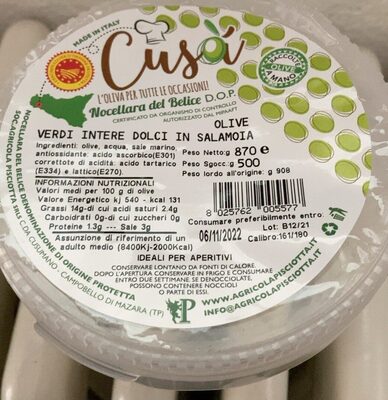 MADE IN ITALY
Cusoí
L'OLIVA PER TUTTE LE OCCASIONI!
Nocellara del Belice D.O.P.
CERTIFICATO DA ORGANISMO DI CONTROLLO
AUTORIZZATO DAL MIPAAFT
RACCOLTA
OLIVE
A MANO
OLIVE
VERDI INTERE DOLCI IN SALAMOIA
Ingredienti: olive, acqua, sale marino,
antiossidante: acido ascorbico(E301)
correttore di acidità: acido tartarico
(E334) e lattico(E270).
Peso netto: 870 e
Peso Sgocc.:g 500
Peso lordo all'origine: g 908
INFORMAZIONI NUTRIZIONALI
Valori medi per 100 g di olive
Valore Energetico kj 540 - kcal 131
Grassi 14g-di cui acidi saturi 2.4g
Carboidrati 0g-di cui zuccheri 0g
Proteine 1.3g --- Sale 3g
Assunzione di riferimento di un
adulto medio (8400Kj-2000Kcal)
8 025762 005577
Consumare preferibilmente entro:
06/11/2022
Lot: B12/21
Calibro:161/180
IDEALI PER APERITIVI
CONSERVARE LONTANO DA FONTI DI CALORE.
DOPO L'APERTURA CONSERVARE IN FRIGO E CONSUMARE
ENTRO DUE SETTIMANE. SE DENOCCIOLATE,
POSSONO CONTENERE NOCCIOLI
O PARTE DI ESSI.
NOCELLARA DEL BELICE DENOMINAZIONE DI ORIGINE PROTETTA
SOC.AGRICOLA PISCIOTTA S.R.L. C.DA CUSUMANO - CAMPOBELLO DI MAZARA (TP)
P
WWW.AGRICOLAPISCIOTTA.IT
INFO@AGRICOLAPISCIOTTA.IT